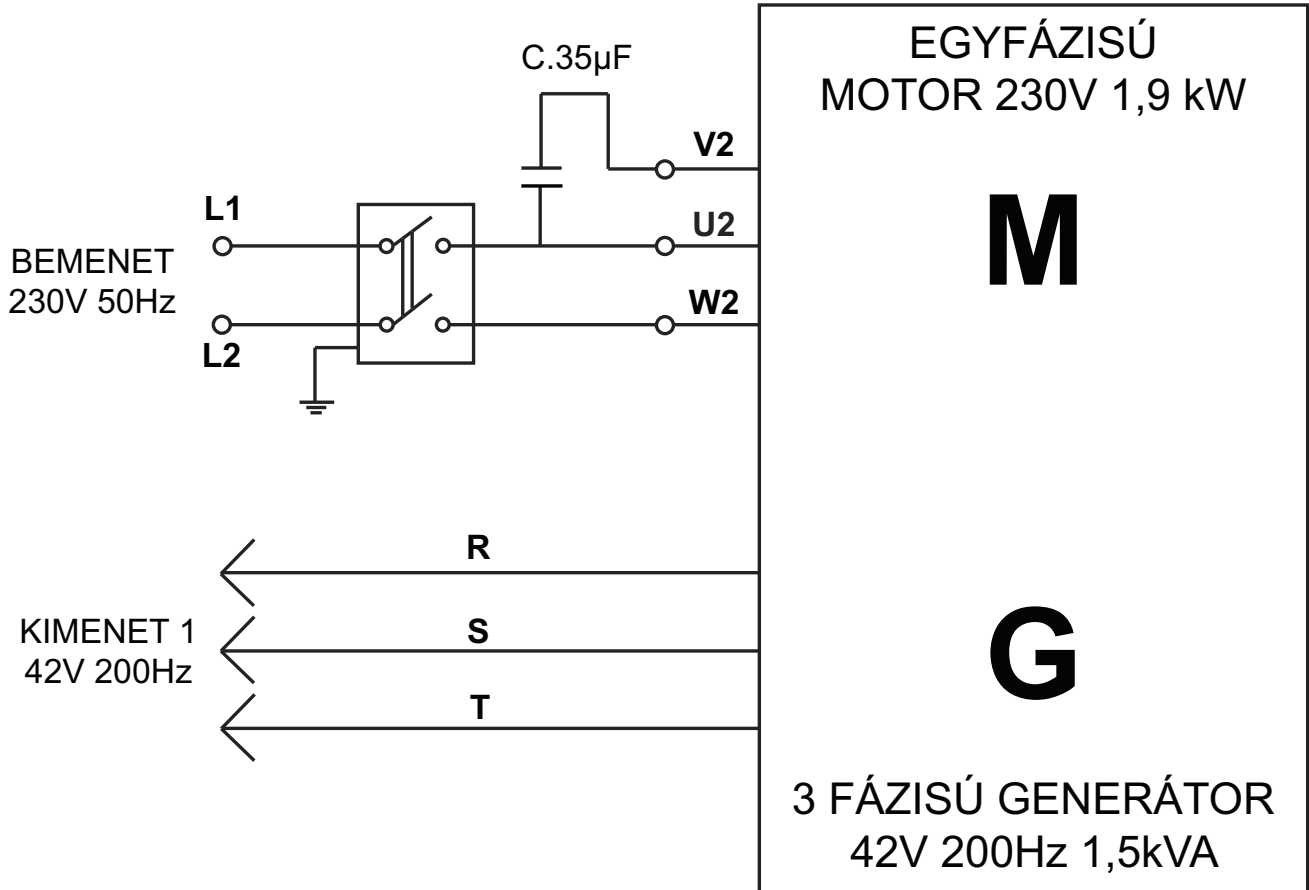 C.35µF
EGYFÁZISÚ
MOTOR 230V 1,9 kW
V2
L1
U2
M
BEMENET
230V 50Hz
W2
L2
R
KIMENET 1
42V 200Hz
S
G
T
3 FÁZISÚ GENERÁTOR
42V 200Hz 1,5kVA